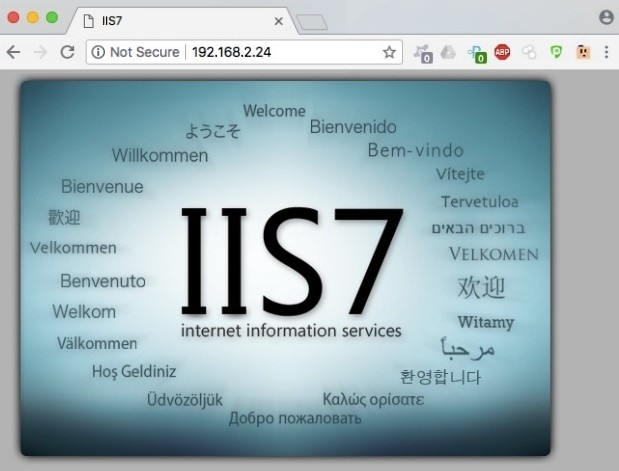 IIS7
Not Secure | 192.168.2.24
0
0
ABP
Welcome
ようこそ
Bienvenido
Willkommen
Bem-vindo
Vítejte
Bienvenue
Tervetuloa
歡迎
ברוכים הבאים
Velkommen
VELKOMEN
IIS7
Benvenuto
欢迎
Welkom
Witamy
internet information services
Välkommen
مرحباً
Hoş Geldiniz
환영합니다
Üdvözöljük
Καλώς ορίσατε
Добро пожаловать